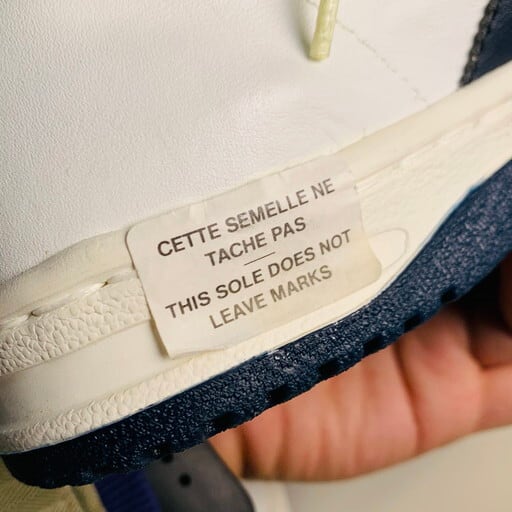 CETTE SEMELLE NE
TACHE PAS
THIS SOLE DOES NOT
LEAVE MARKS